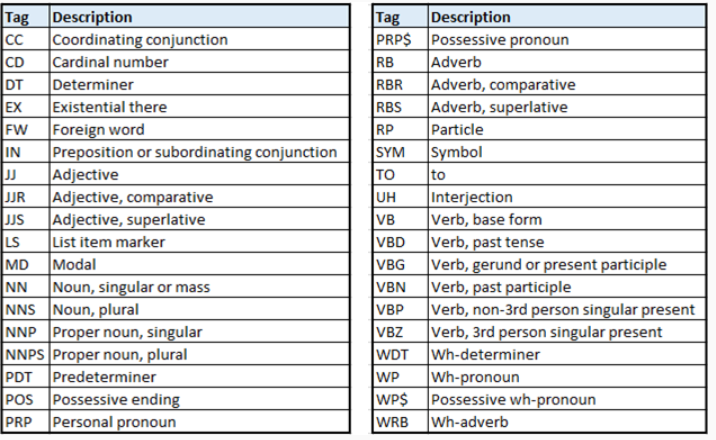 Tag Description
CC Coordinating conjunction
CD Cardinal number
DT Determiner
EX Existential there
FW Foreign word
IN Preposition or subordinating conjunction
JJ Adjective
JJR Adjective, comparative
JJS Adjective, superlative
LS List item marker
MD Modal
NN Noun, singular or mass
NNS Noun, plural
NNP Proper noun, singular
NNPS Proper noun, plural
PDT Predeterminer
POS Possessive ending
PRP Personal pronoun
Tag Description
PRP$ Possessive pronoun
RB Adverb
RBR Adverb, comparative
RBS Adverb, superlative
RP Particle
SYM Symbol
TO to
UH Interjection
VB Verb, base form
VBD Verb, past tense
VBG Verb, gerund or present participle
VBN Verb, past participle
VBP Verb, non-3rd person singular present
VBZ Verb, 3rd person singular present
WDT Wh-determiner
WP Wh-pronoun
WP$ Possessive wh-pronoun
WRB Wh-adverb